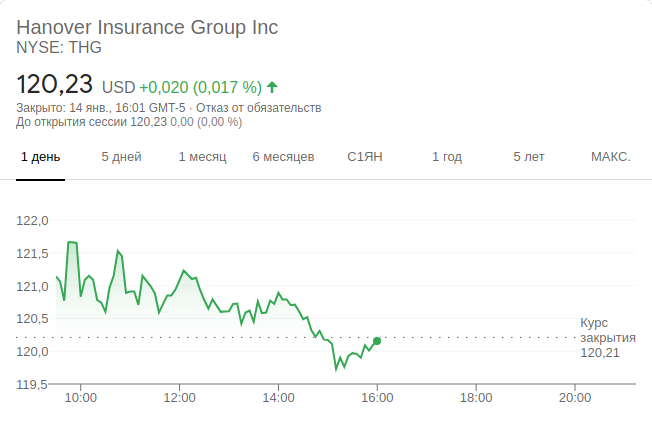 Hanover Insurance Group Inc
NYSE: THG
120,23 USD +0,020 (0,017 %)
Закрыто: 14 янв., 16:01 GMT-5 · Отказ от обязательств
До открытия сессии 120,23 0,00 (0,00 %)
1 день 5 дней 1 месяц 6 месяцев С1ЯН 1 год 5 лет МАКС.
122,0
121,5
121,0
120,5
Курс
закрытия
120,21
120,0
119,5
10:00 12:00 14:00 16:00 18:00 20:00